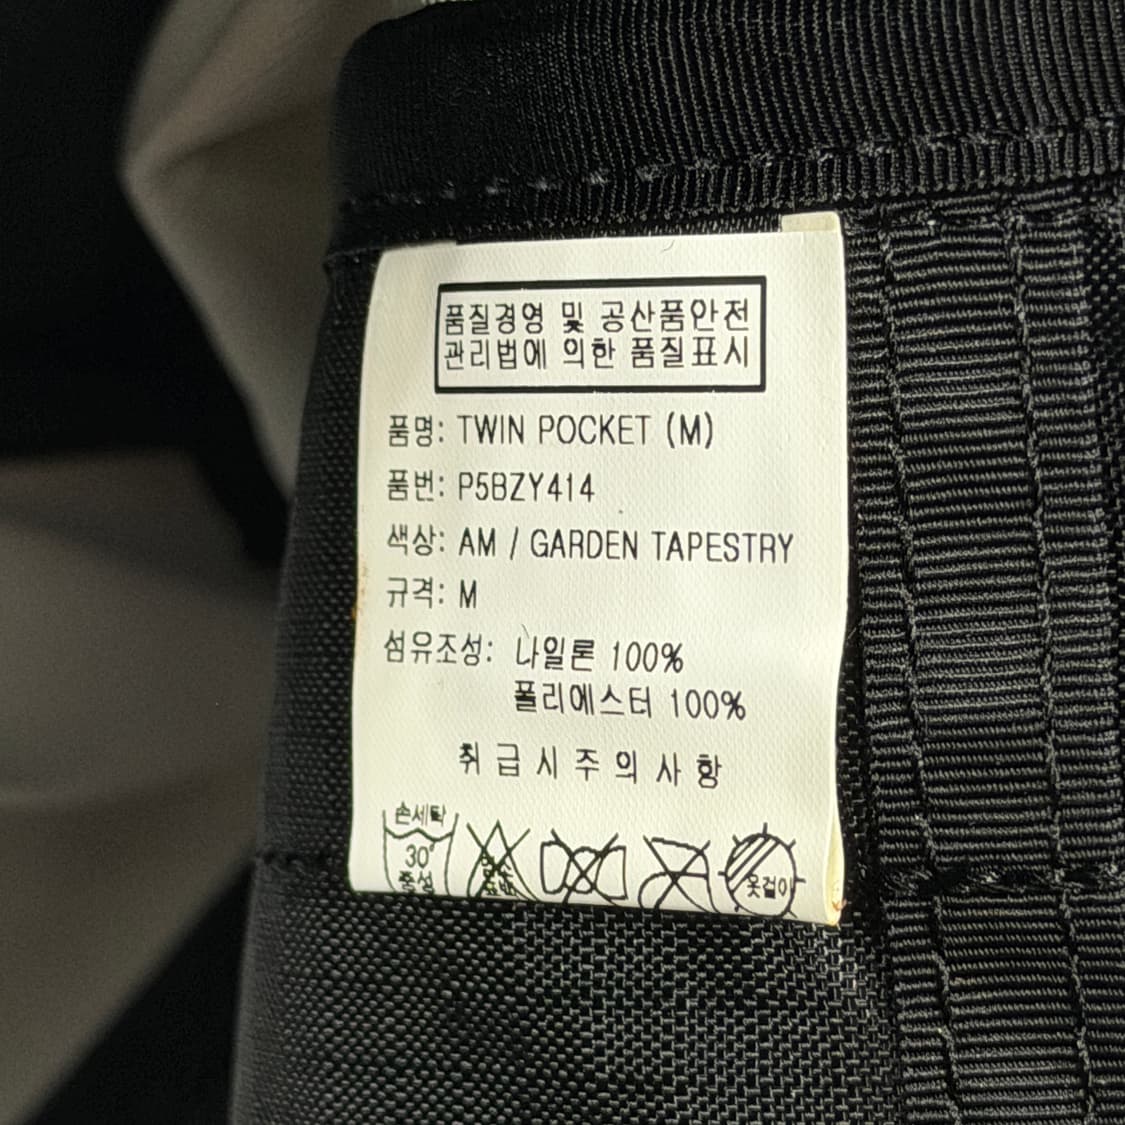 품질경영 및 공산품안전
관리법에 의한 품질표시
품명: TWIN POCKET (M)
품번: P5BZY414
색상: AM / GARDEN TAPESTRY
규격: M
섬유조성: 나일론 100%
폴리에스터 100%
취급시주의사항
손세탁
30°
중성
옷걸이